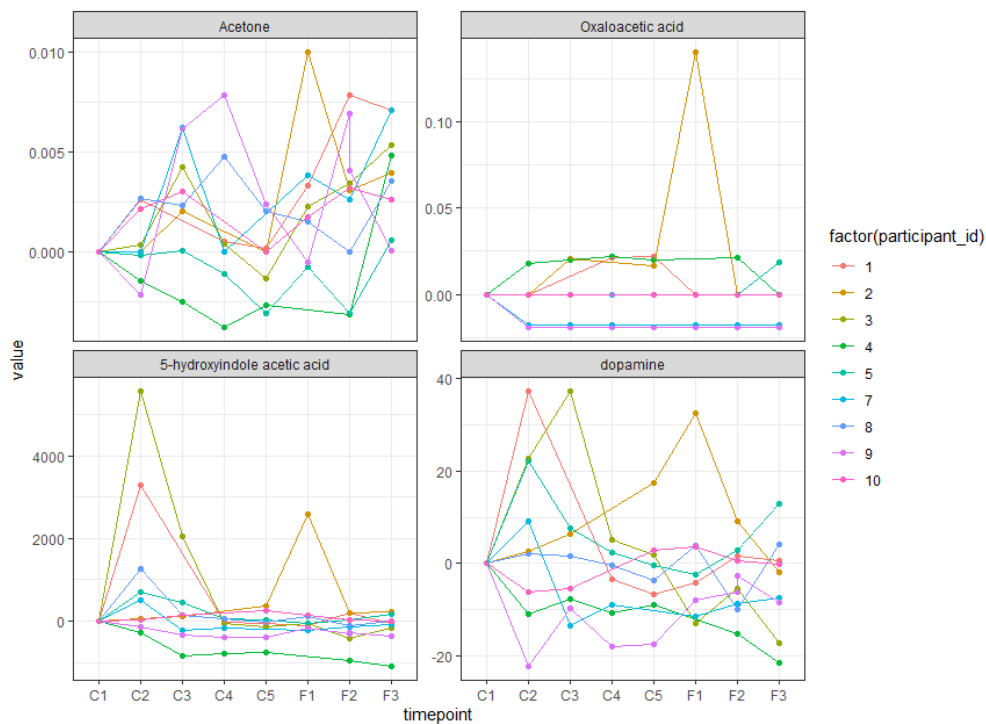 Acetone
Oxaloacetic acid
0.010
0.005
0.000
0.10
0.05
0.00
5-hydroxyindole acetic acid
dopamine
4000
2000
0
40
20
0
-20
C1 C2 C3 C4 C5 F1 F2 F3
C1 C2 C3 C4 C5 F1 F2 F3
timepoint
value
factor(participant_id)
1
2
3
4
5
7
8
9
10